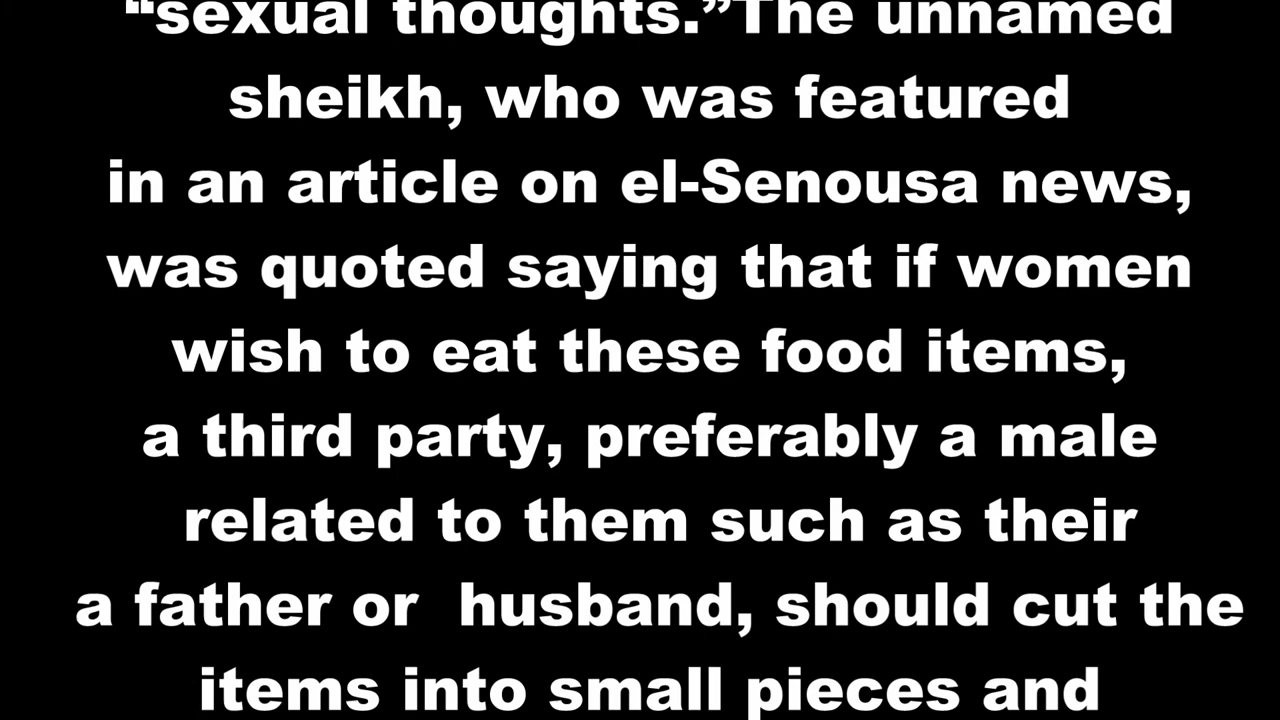 “sexual thoughts.”The unnamed
sheikh, who was featured
in an article on el-Senousa news,
was quoted saying that if women
wish to eat these food items,
a third party, preferably a male
related to them such as their
a father or  husband, should cut the
items into small pieces and